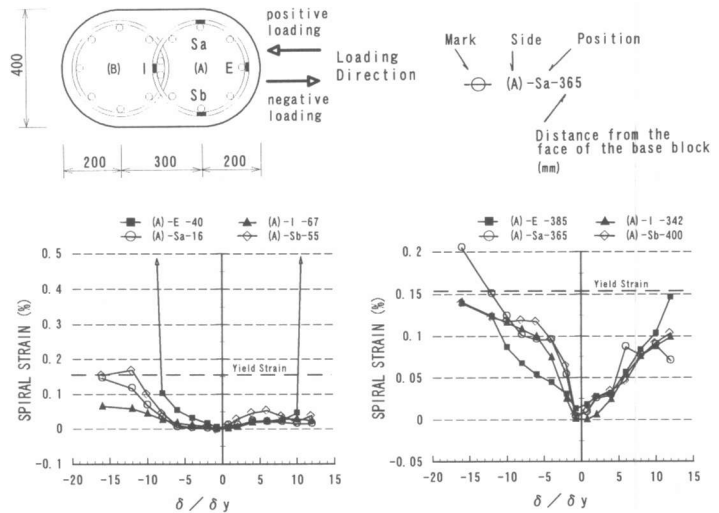 positive
loading
Loading
Direction
negative
loading
400
Sa
(B) I (A) E
Sb
200 300 200
Mark Side Position
(A)-Sa-365
Distance from the
face of the base block
(mm)
(A)-E -40 (A)-I -67
(A)-Sa-16 (A)-Sb-55
SPIRAL STRAIN (%)
0. 5
0. 4
0. 3
0. 2
0. 1
0
-0. 1
Yield Strain
-20 -15 -10 -5 0 5 10 15
δ / δ y
(A)-E -385 (A)-I -342
(A)-Sa-365 (A)-Sb-400
SPIRAL STRAIN (%)
0. 2
0. 15
0. 1
0. 05
0
-0. 05
Yield Strain
-20 -15 -10 -5 0 5 10 15
δ / δ y